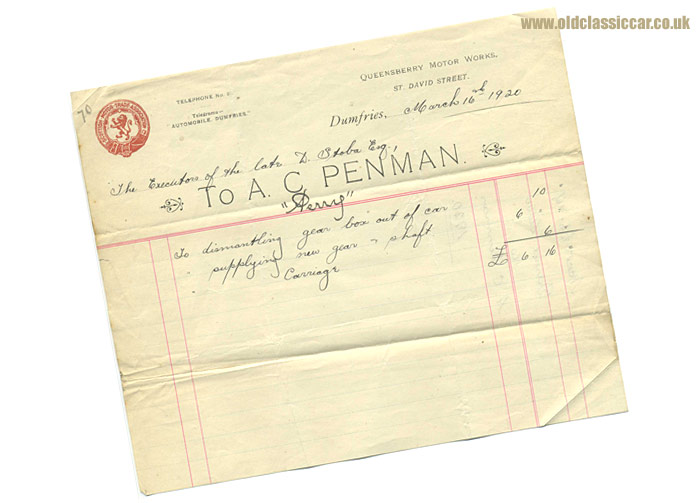 www.oldclassiccar.co.uk
70
QUEENSBERRY MOTOR WORKS,
ST. DAVID STREET.
TELEPHONE No.
Telegrams—
"AUTOMOBILE, DUMFRIES."
Dumfries, March 16th 1920
The Executors of the late D. Stoba Esq.,
To A. C. PENMAN.
"Perry"
To dismantling gear box out of car 10 "
" supplying new gear & shaft 6 " "
Carriage 6 "
£ 6 16 "